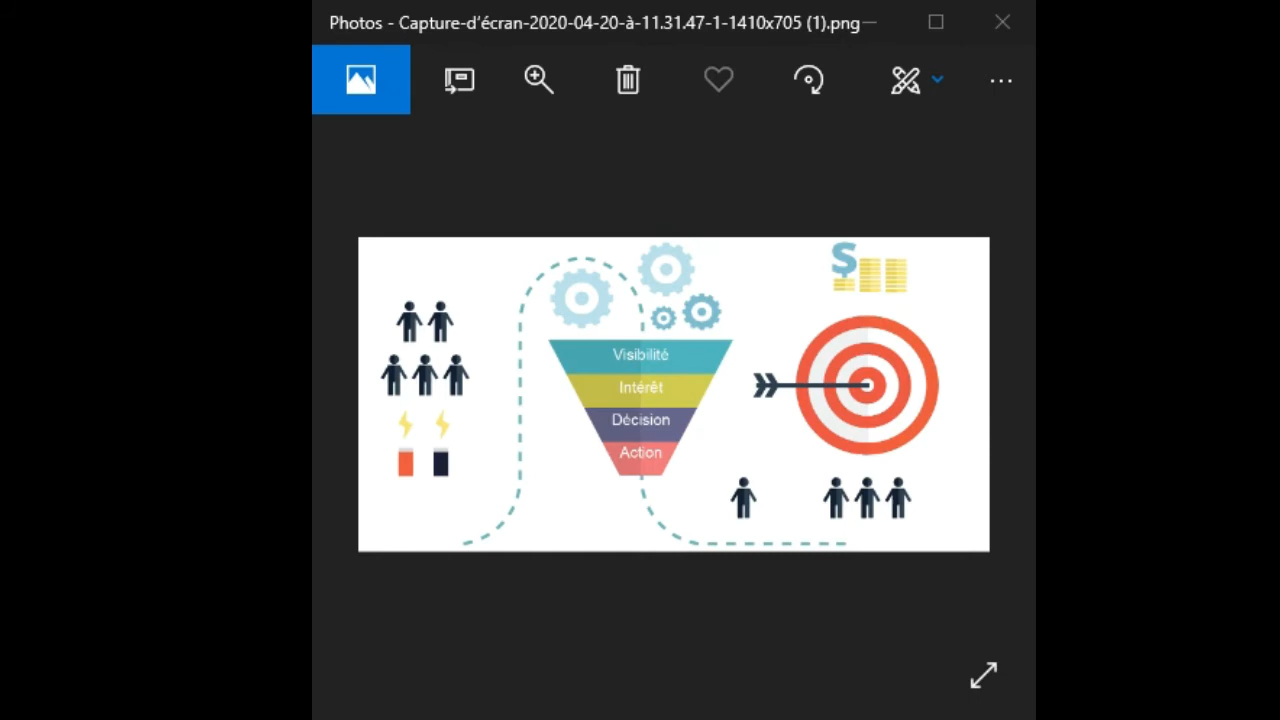 Photos - Capture-d’écran-2020-04-20-à-11.31.47-1-1410x705 (1).png
$
Visibilité
Intérêt
Décision
Action